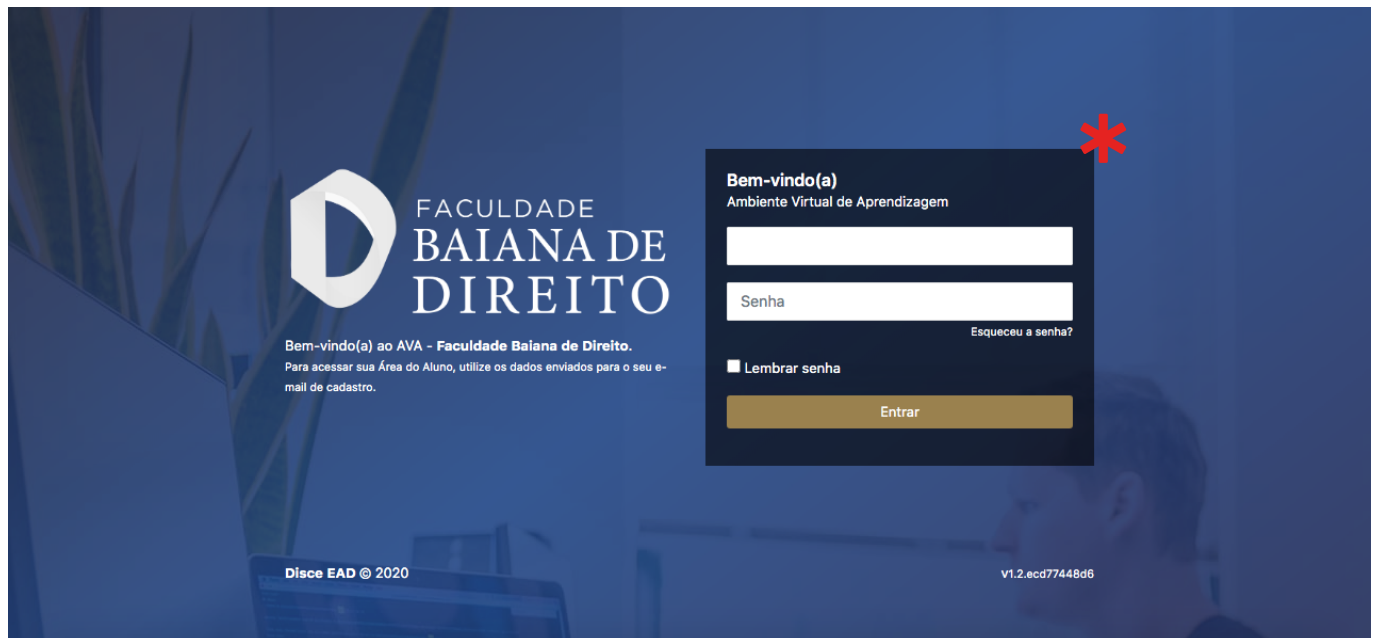 FACULDADE
BAIANA DE
DIREITO
Bem-vindo(a) ao AVA - Faculdade Baiana de Direito.
Para acessar sua Área do Aluno, utilize os dados enviados para o seu e-
mail de cadastro.
Bem-vindo(a)
Ambiente Virtual de Aprendizagem
Senha
Esqueceu a senha?
Lembrar senha
Entrar
Disce EAD © 2020
v1.2.ecd77448d6